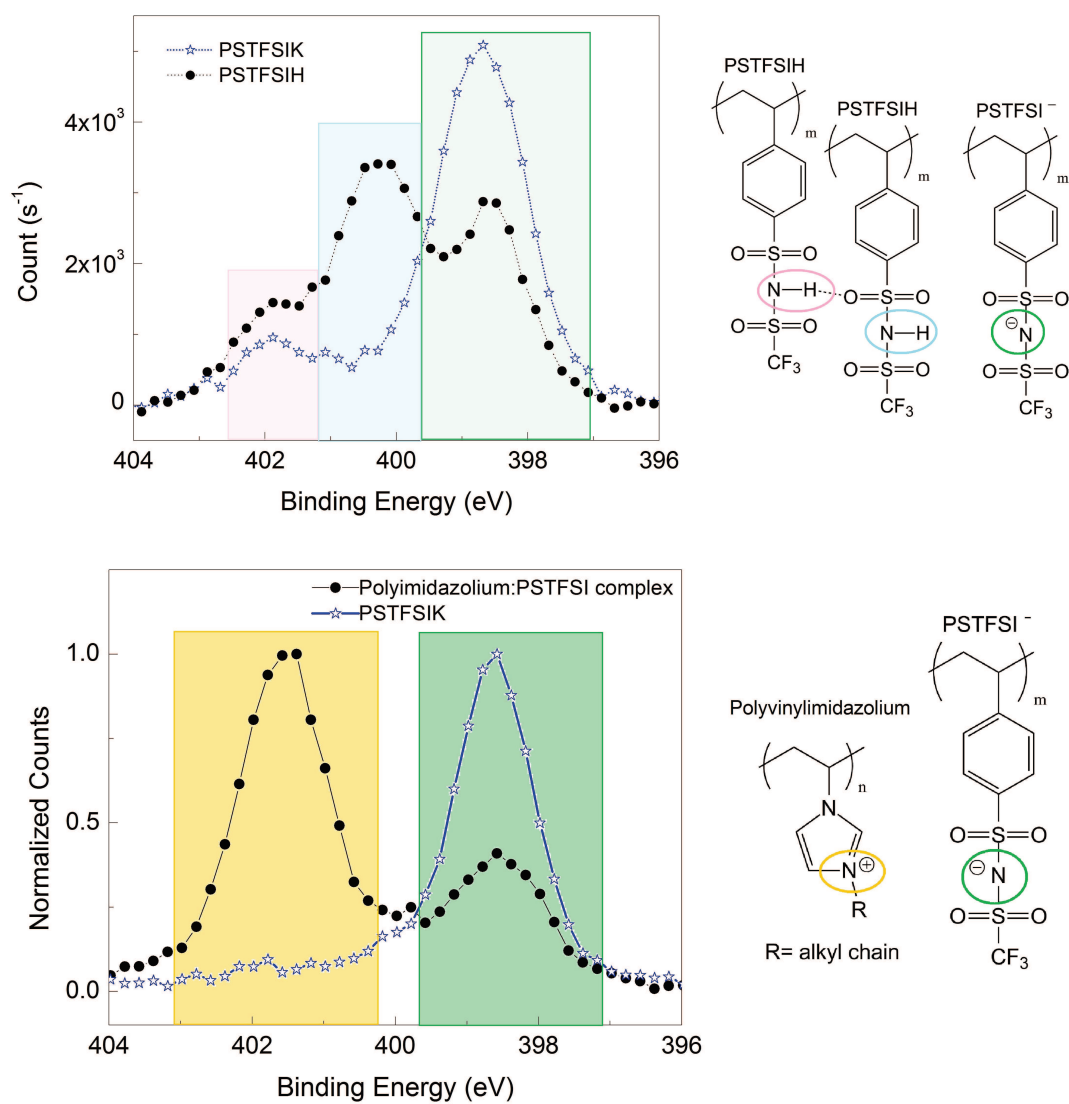 PSTFSIK
PSTFSIH
4x10³
2x10³
0
Count (s⁻¹)
404 402 400 398 396
Binding Energy (eV)
PSTFSIH
m
O=S=O
N—H
O=S=O
CF₃
PSTFSIH
m
O=S=O
N—H
O=S=O
CF₃
PSTFSI⁻
m
O=S=O
⊖N
O=S=O
CF₃
Polyimidazolium:PSTFSI complex
PSTFSIK
1.0
0.5
0.0
Normalized Counts
404 402 400 398 396
Binding Energy (eV)
Polyvinylimidazolium
n
N
N⊕
R
R= alkyl chain
PSTFSI⁻
m
O=S=O
⊖N
O=S=O
CF₃